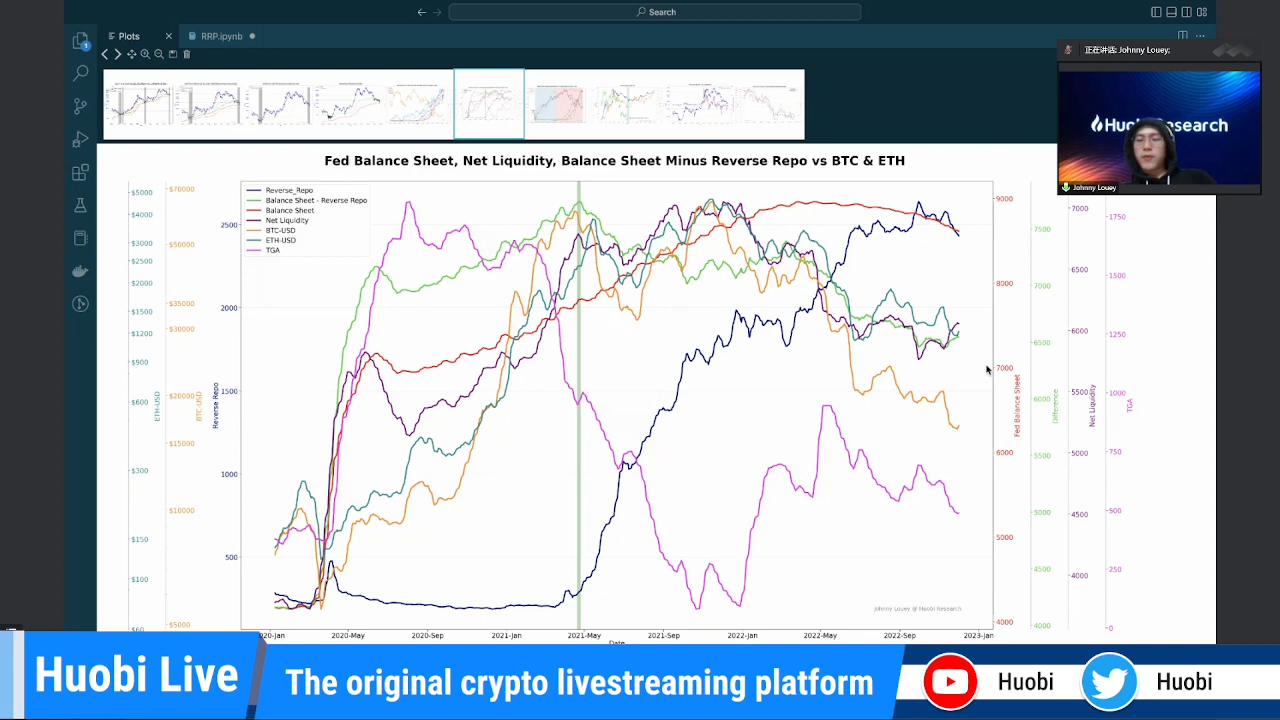 Search
Plots
RRP.ipynb
1
正在讲话: Johnny Louey;
Huobi Research
Johnny Louey
Fed Balance Sheet, Net Liquidity, Balance Sheet Minus Reverse Repo vs BTC & ETH
Reverse_Repo
Balance Sheet - Reverse Repo
Balance Sheet
Net Liquidity
BTC-USD
ETH-USD
TGA
$5000
$4000
$3000
$2500
$2000
$1500
$1200
$900
$600
$300
$150
$100
$60
ETH-USD
$70000
$50000
$35000
$30000
$20000
$15000
$10000
$5000
BTC-USD
2500
2000
1500
1000
500
Reverse Repo
9000
8000
7000
6000
5000
4000
Fed Balance Sheet
7500
7000
6500
6000
5500
5000
4500
4000
Difference
7000
6500
6000
5500
5000
4500
4000
Net Liquidity
1750
1500
1250
1000
750
500
250
0
TGA
Johnny Louey @ Huobi Research
2020-Jan 2020-May 2020-Sep 2021-Jan 2021-May 2021-Sep 2022-Jan 2022-May 2022-Sep 2023-Jan
Date
Huobi Live
The original crypto livestreaming platform
Huobi
Huobi